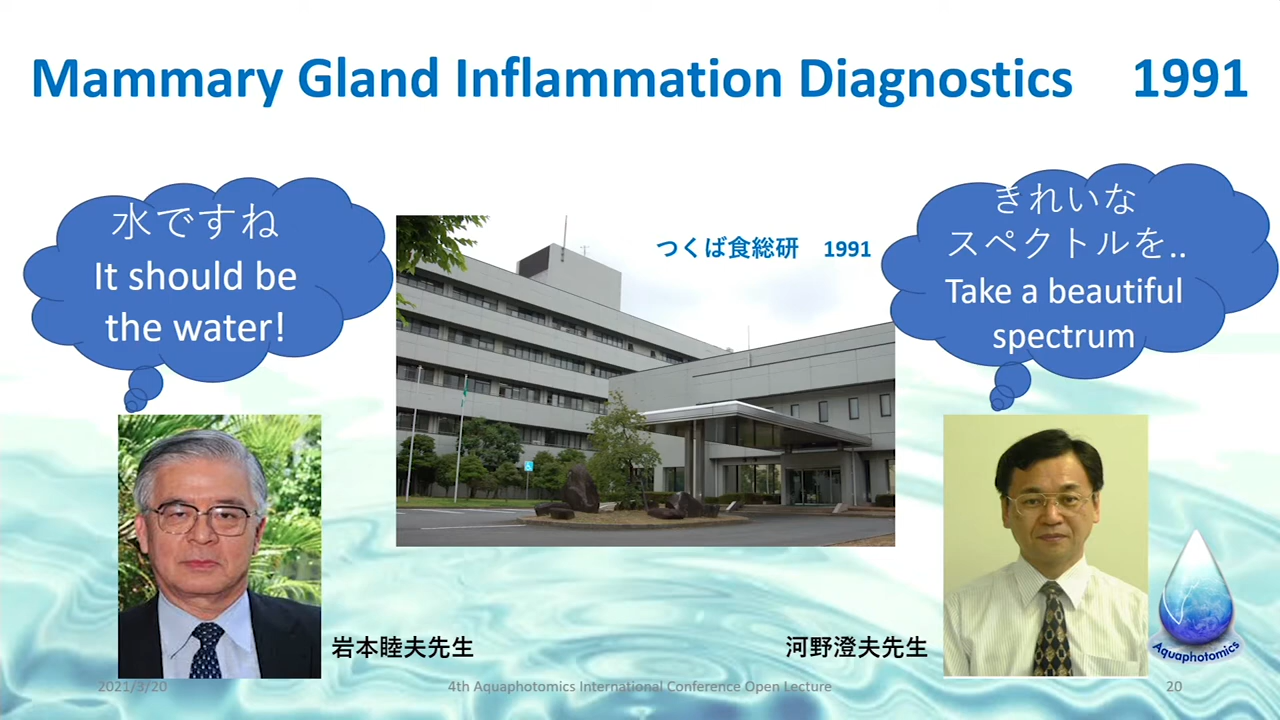 Mammary Gland Inflammation Diagnostics 1991
水ですね
It should be
the water!
つくば食総研 1991
きれいな
スペクトルを..
Take a beautiful
spectrum
岩本睦夫先生
河野澄夫先生
Aquaphotomics
2021/3/20
4th Aquaphotomics International Conference Open Lecture
20